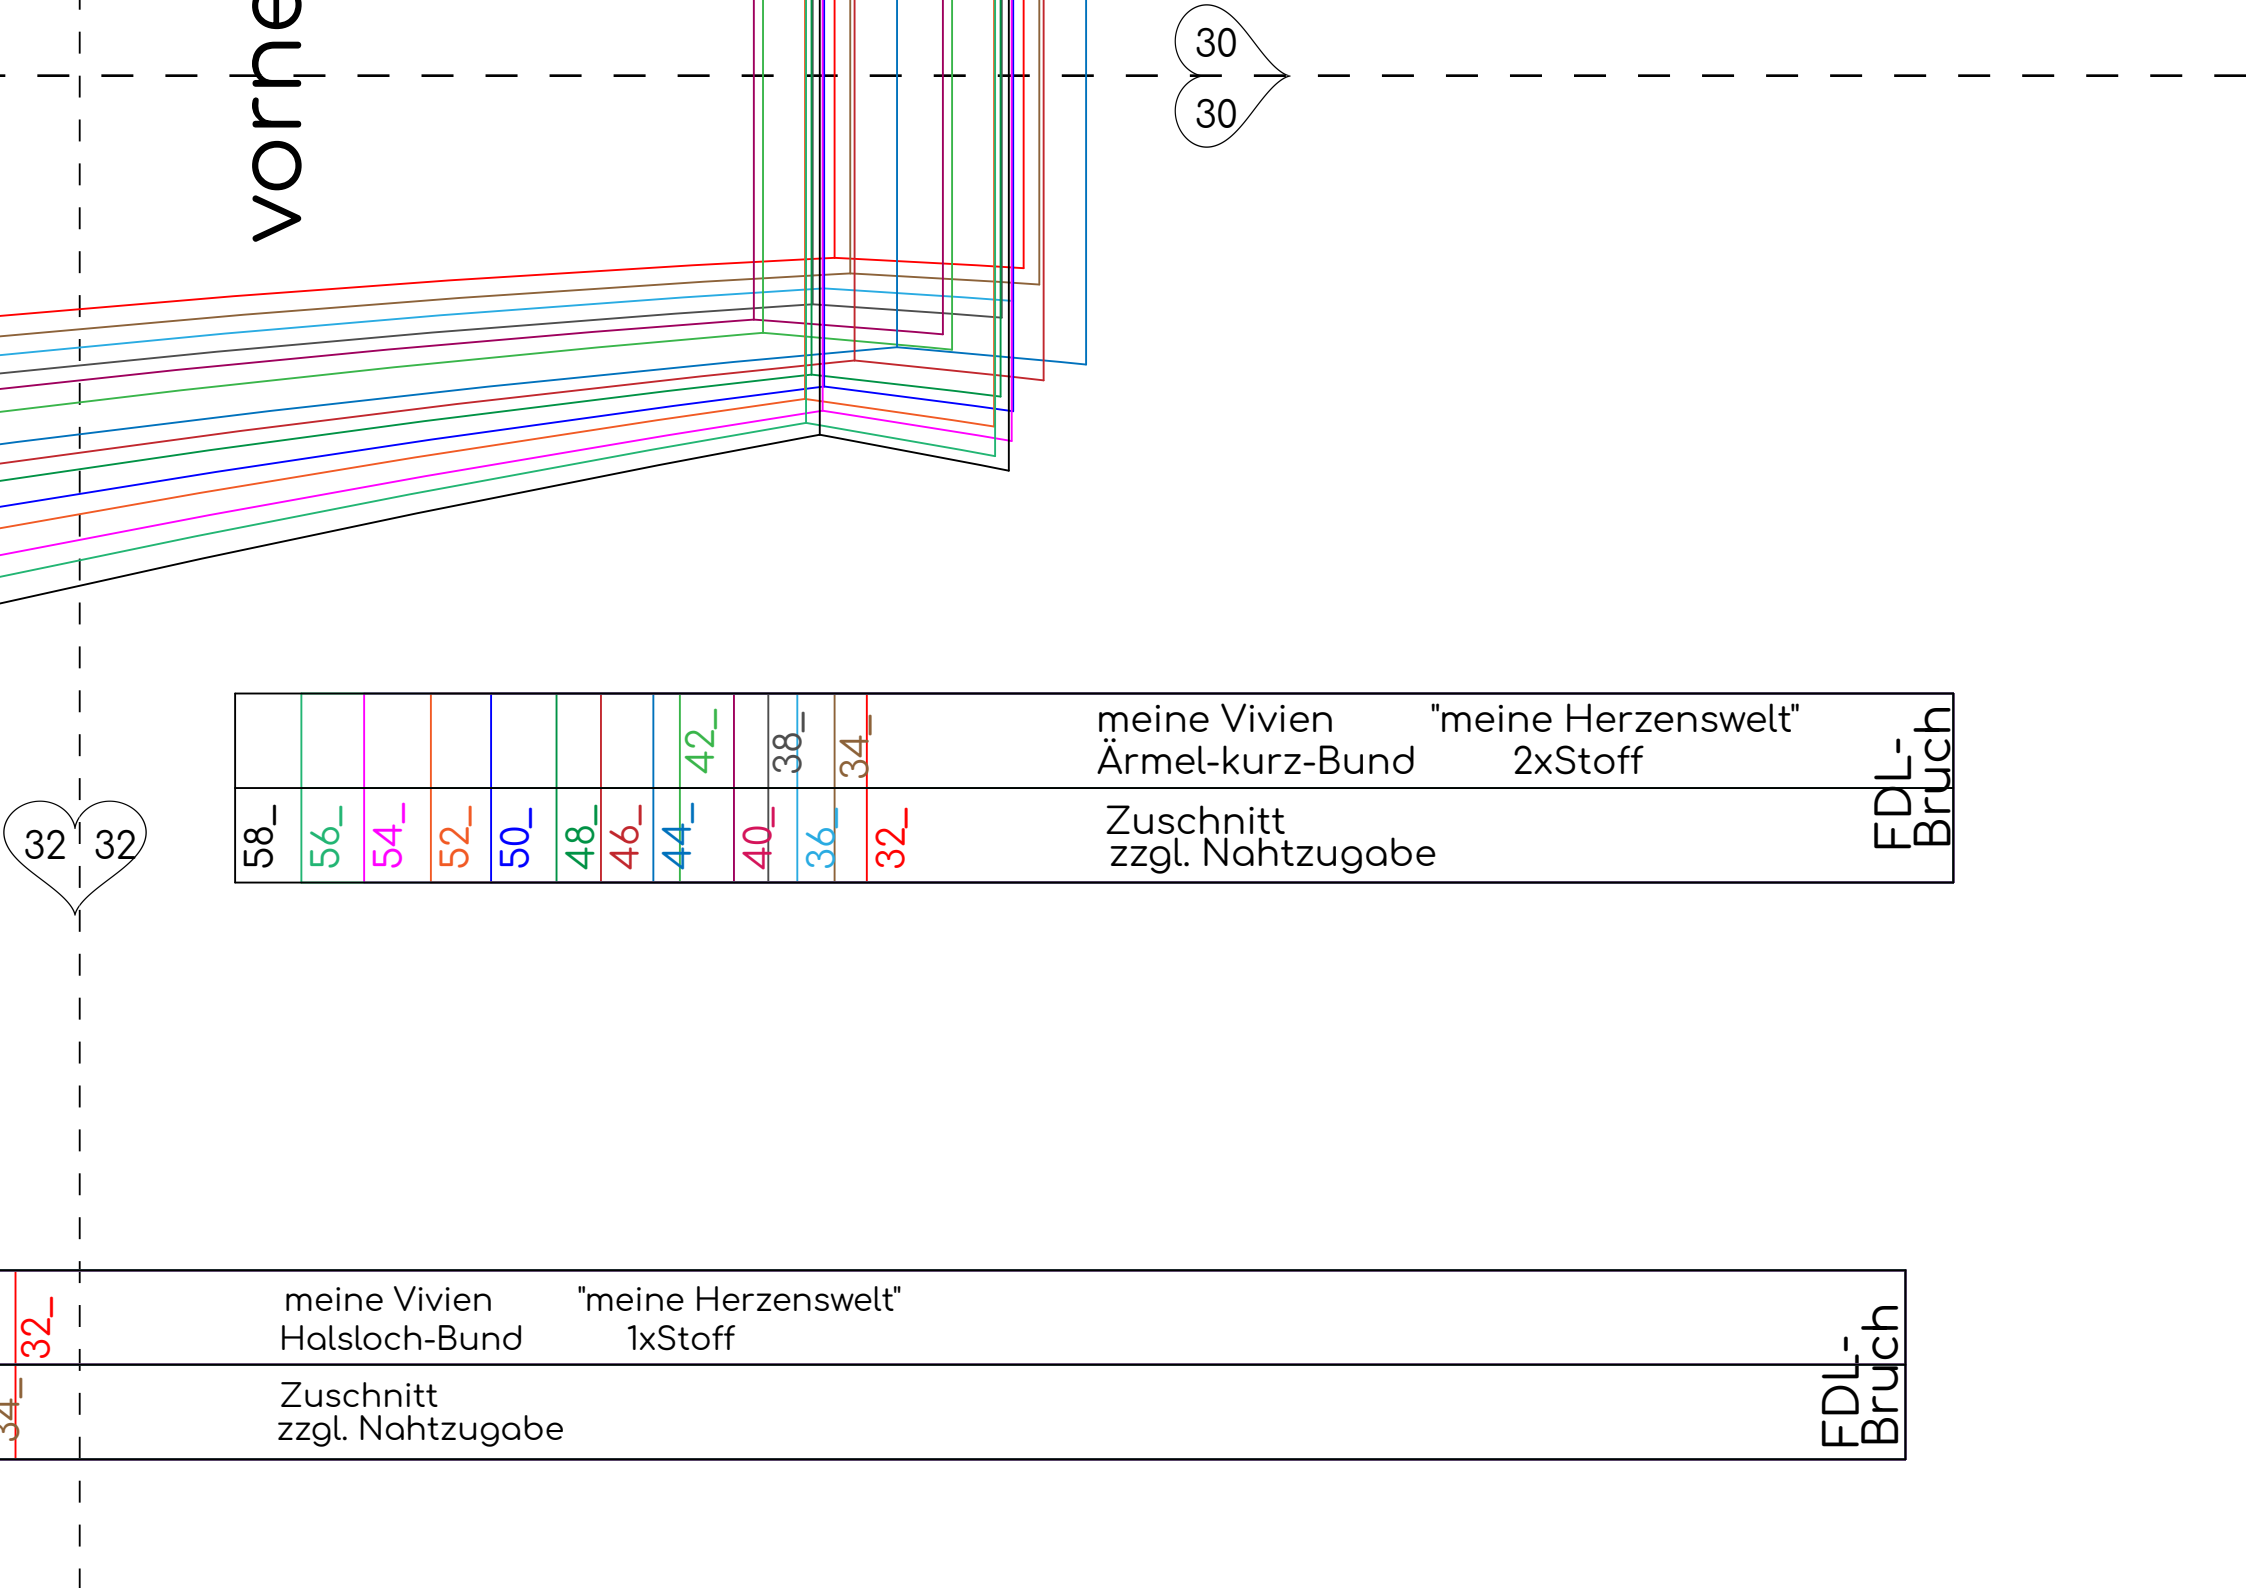 vorne
30
30
meine Vivien "meine Herzenswelt"
Ärmel-kurz-Bund 2xStoff
FDL-
Bruch
42_
38_
34_
58_
56_
54_
52_
50_
48_
46_
44_
40_
36_
32_
Zuschnitt
zzgl. Nahtzugabe
32 32
32_
meine Vivien "meine Herzenswelt"
Halsloch-Bund 1xStoff
34_
Zuschnitt
zzgl. Nahtzugabe
FDL-
Bruch